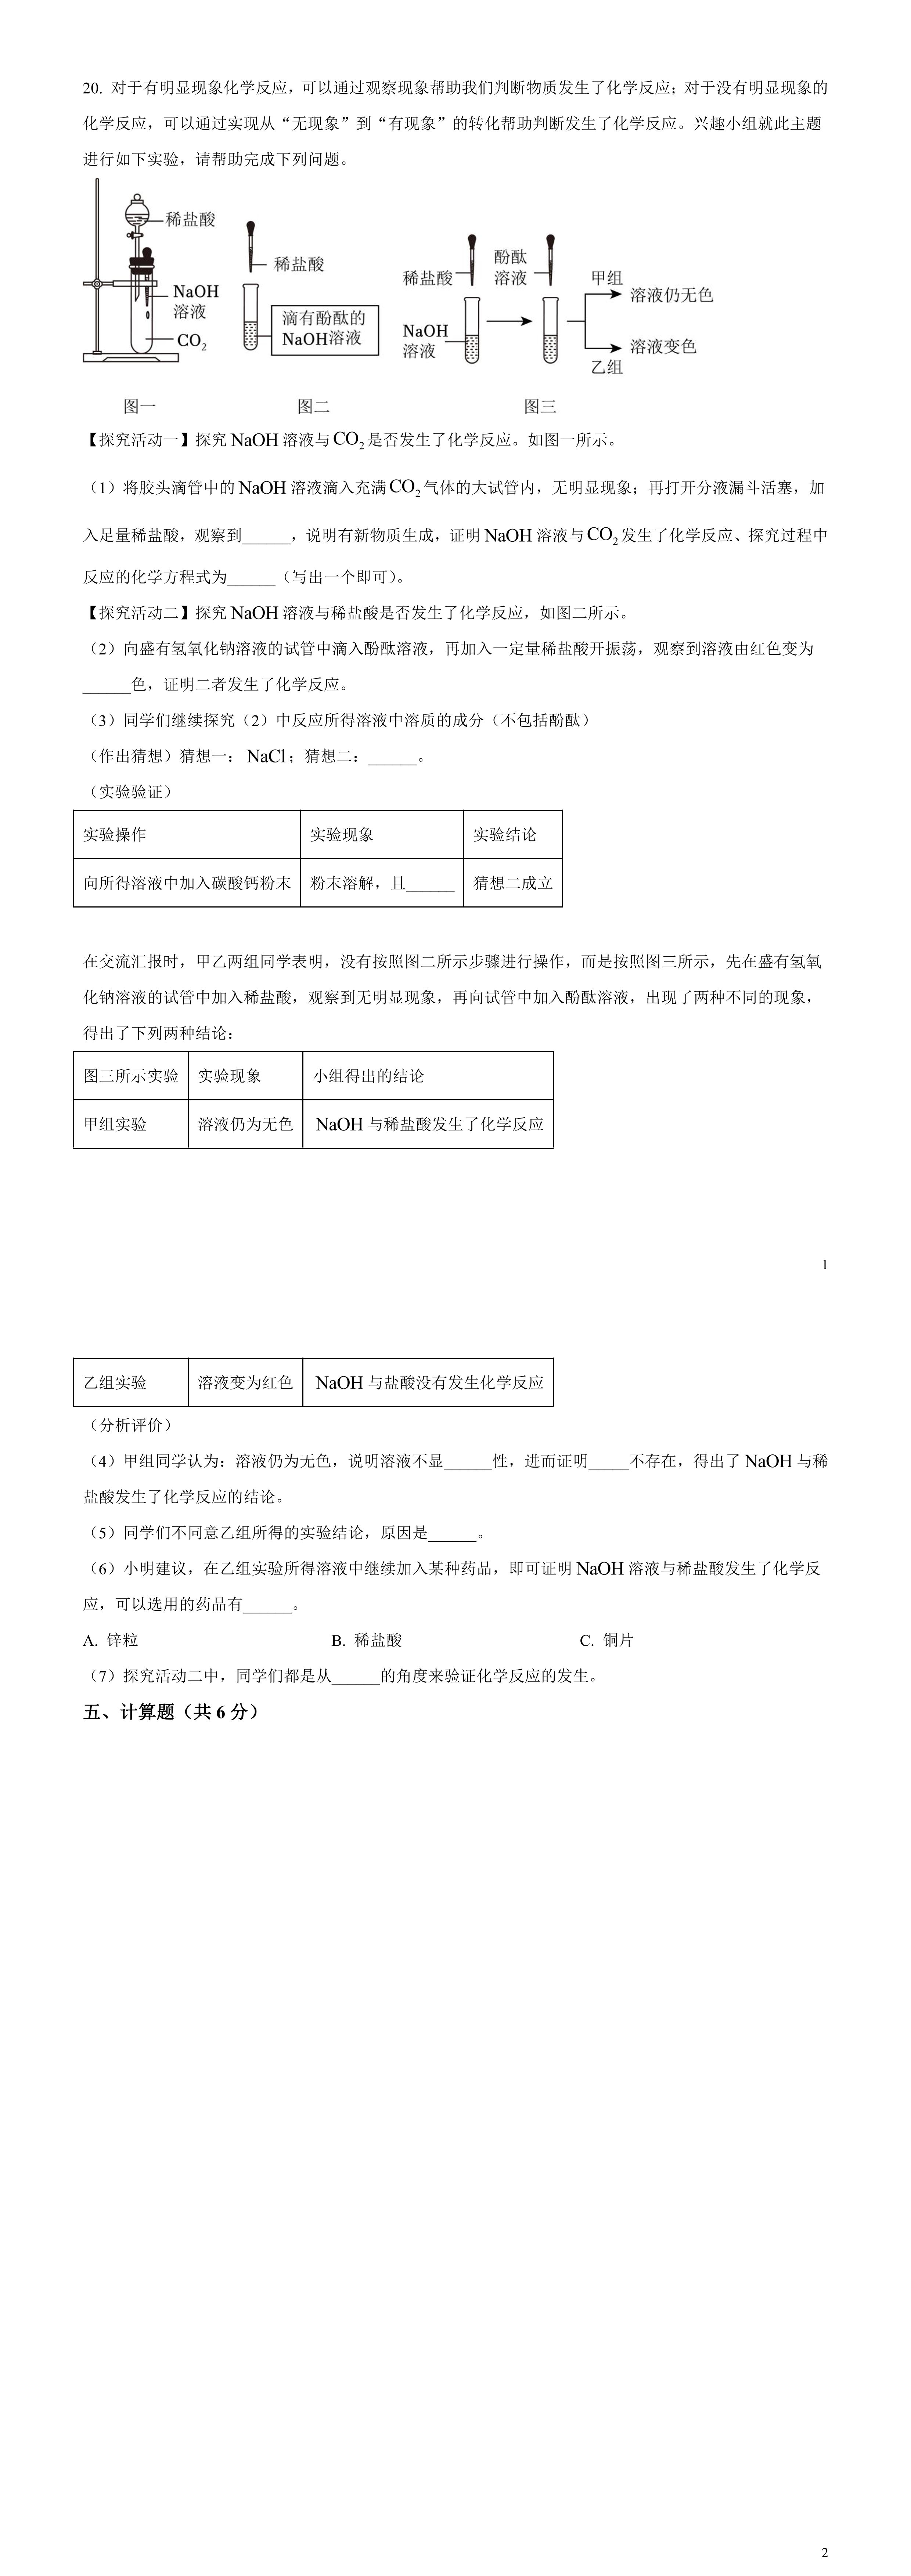 20. 对于有明显现象化学反应，可以通过观察现象帮助我们判断物质发生了化学反应；对于没有明显现象的
化学反应，可以通过实现从“无现象”到“有现象”的转化帮助判断发生了化学反应。兴趣小组就此主题
进行如下实验，请帮助完成下列问题。
稀盐酸
NaOH
溶液
CO₂
图一
稀盐酸
滴有酚酞的
NaOH溶液
图二
稀盐酸
NaOH
溶液
酚酞
溶液
甲组
溶液仍无色
溶液变色
乙组
图三
【探究活动一】探究 NaOH 溶液与 CO₂ 是否发生了化学反应。如图一所示。
（1）将胶头滴管中的 NaOH 溶液滴入充满 CO₂ 气体的大试管内，无明显现象；再打开分液漏斗活塞，加
入足量稀盐酸，观察到______，说明有新物质生成，证明 NaOH 溶液与 CO₂ 发生了化学反应、探究过程中
反应的化学方程式为______（写出一个即可）。
【探究活动二】探究 NaOH 溶液与稀盐酸是否发生了化学反应，如图二所示。
（2）向盛有氢氧化钠溶液的试管中滴入酚酞溶液，再加入一定量稀盐酸开振荡，观察到溶液由红色变为
______色，证明二者发生了化学反应。
（3）同学们继续探究（2）中反应所得溶液中溶质的成分（不包括酚酞）
（作出猜想）猜想一：NaCl；猜想二：______。
（实验验证）
实验操作 实验现象 实验结论
向所得溶液中加入碳酸钙粉末 粉末溶解，且______ 猜想二成立
在交流汇报时，甲乙两组同学表明，没有按照图二所示步骤进行操作，而是按照图三所示，先在盛有氢氧
化钠溶液的试管中加入稀盐酸，观察到无明显现象，再向试管中加入酚酞溶液，出现了两种不同的现象，
得出了下列两种结论：
图三所示实验 实验现象 小组得出的结论
甲组实验 溶液仍为无色 NaOH 与稀盐酸发生了化学反应
1
乙组实验 溶液变为红色 NaOH 与盐酸没有发生化学反应
（分析评价）
（4）甲组同学认为：溶液仍为无色，说明溶液不显______性，进而证明_____不存在，得出了 NaOH 与稀
盐酸发生了化学反应的结论。
（5）同学们不同意乙组所得的实验结论，原因是______。
（6）小明建议，在乙组实验所得溶液中继续加入某种药品，即可证明 NaOH 溶液与稀盐酸发生了化学反
应，可以选用的药品有______。
A. 锌粒 B. 稀盐酸 C. 铜片
（7）探究活动二中，同学们都是从______的角度来验证化学反应的发生。
五、计算题（共 6 分）
2